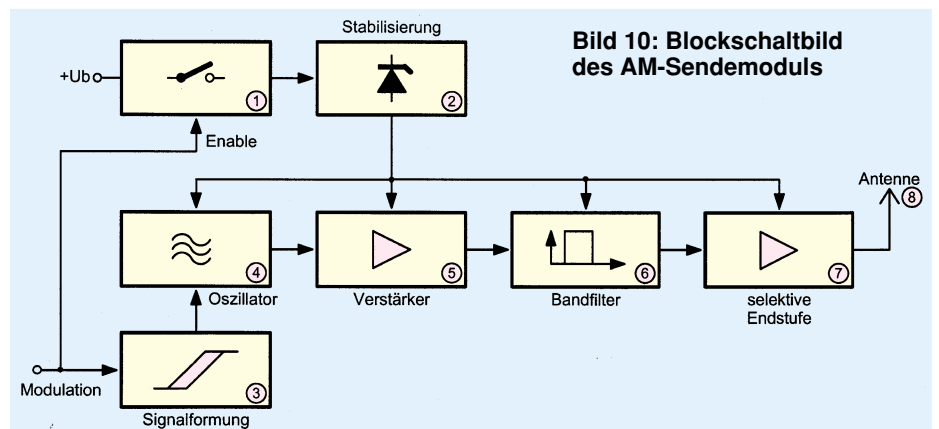 Stabilisierung
Bild 10: Blockschaltbild
des AM-Sendemoduls
+Ub
1
2
Enable
Antenne
8
4
5
6
7
Oszillator
Verstärker
Bandfilter
selektive
Endstufe
3
Modulation
Signalformung